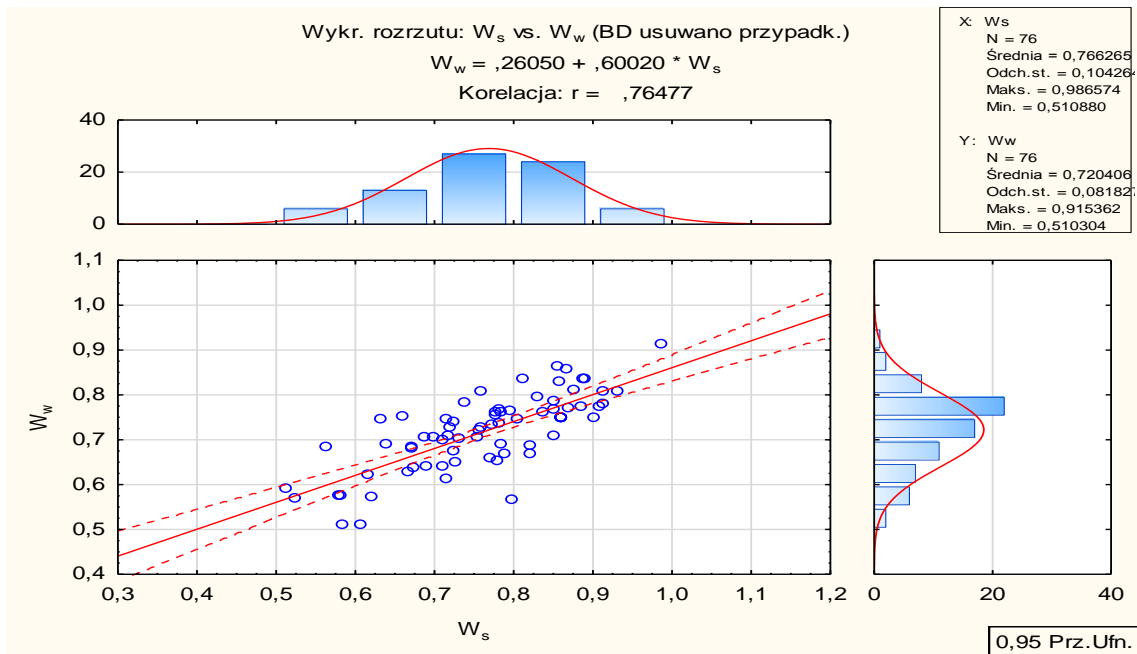 Wykr. rozrzutu: Ws vs. Ww (BD usuwano przypadk.)
Ww = ,26050 + ,60020 * Ws
Korelacja: r = ,76477
X: Ws
N = 76
Średnia = 0,766265
Odch.st. = 0,104264
Maks. = 0,986574
Min. = 0,510880
Y: Ww
N = 76
Średnia = 0,720406
Odch.st. = 0,081827
Maks. = 0,915362
Min. = 0,510304
40
20
0
1,1
1,0
0,9
0,8
0,7
0,6
0,5
0,4
Ww
0,3 0,4 0,5 0,6 0,7 0,8 0,9 1,0 1,1 1,2
Ws
0 20 40
0,95 Prz.Ufn.